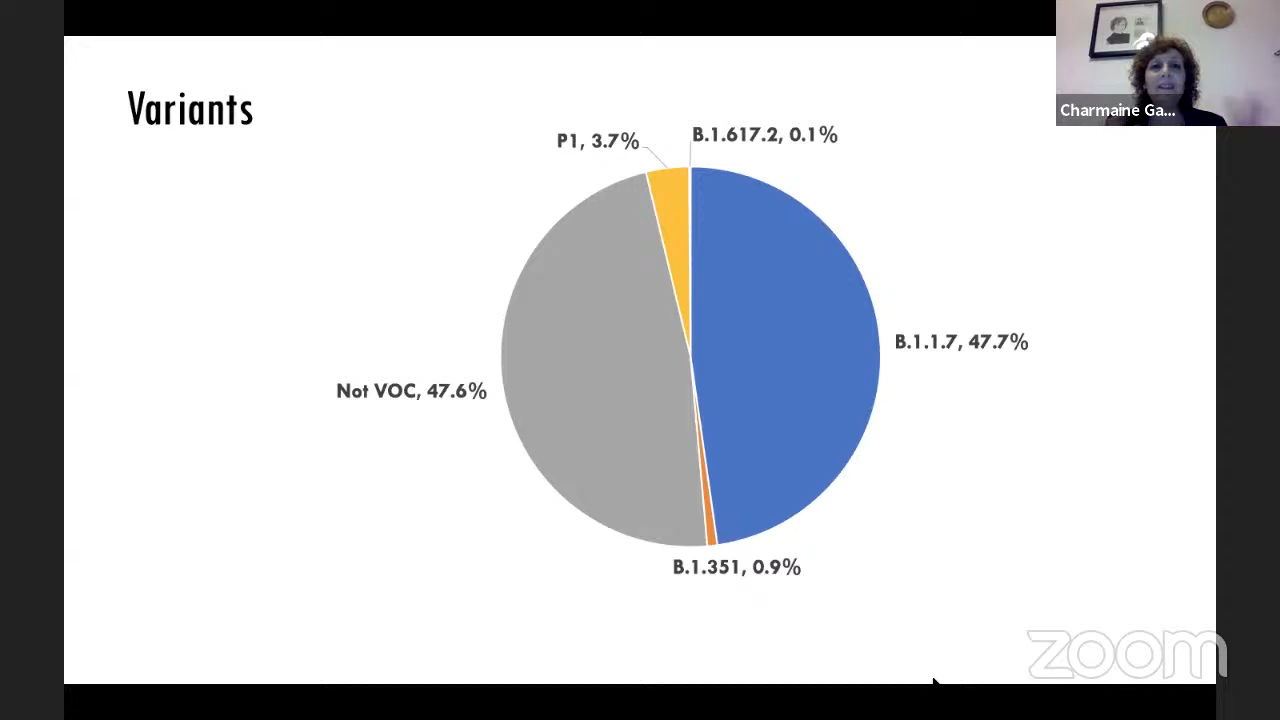 Charmaine Ga...
Variants
P1, 3.7%
B.1.617.2, 0.1%
B.1.1.7, 47.7%
Not VOC, 47.6%
B.1.351, 0.9%
zoom